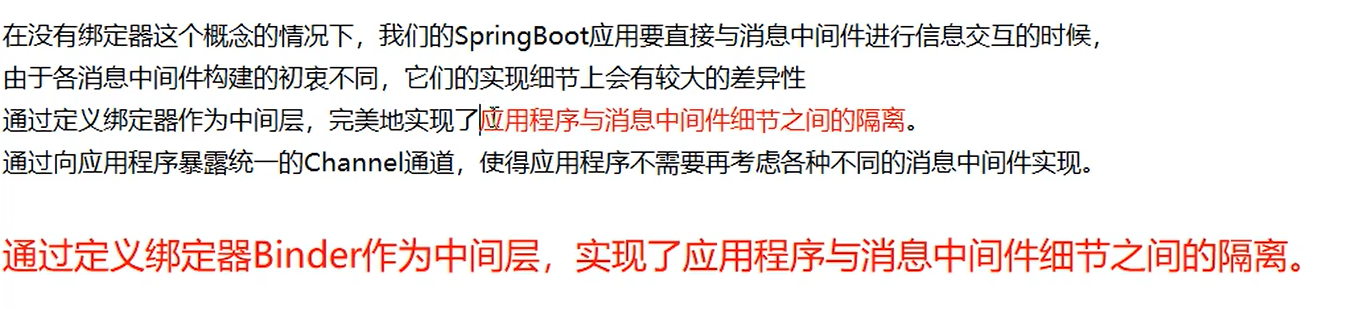 在没有绑定器这个概念的情况下，我们的SpringBoot应用要直接与消息中间件进行信息交互的时候，
由于各消息中间件构建的初衷不同，它们的实现细节上会有较大的差异性
通过定义绑定器作为中间层，完美地实现了应用程序与消息中间件细节之间的隔离。
通过向应用程序暴露统一的Channel通道，使得应用程序不需要再考虑各种不同的消息中间件实现。
通过定义绑定器Binder作为中间层，实现了应用程序与消息中间件细节之间的隔离。